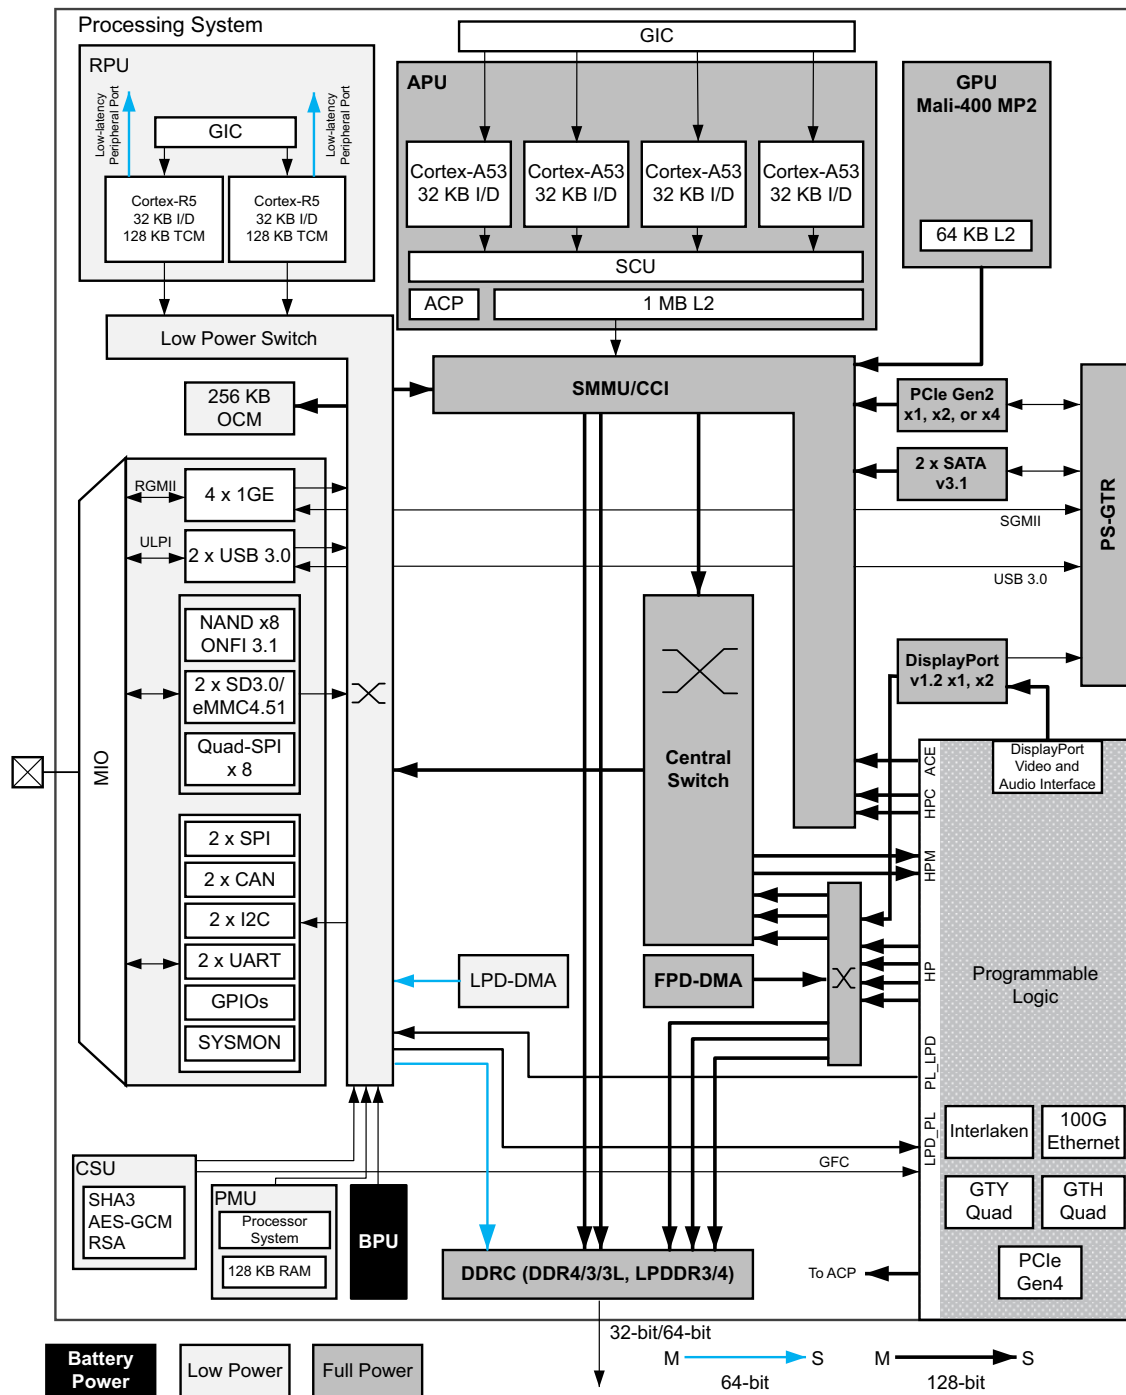 Processing System
RPU
Low-latency
Peripheral Port
Low-latency
Peripheral Port
GIC
Cortex-R5
32 KB I/D
128 KB TCM
Cortex-R5
32 KB I/D
128 KB TCM
GIC
APU
Cortex-A53
32 KB I/D
Cortex-A53
32 KB I/D
Cortex-A53
32 KB I/D
Cortex-A53
32 KB I/D
SCU
ACP
1 MB L2
GPU
Mali-400 MP2
64 KB L2
Low Power Switch
SMMU/CCI
256 KB
OCM
PCIe Gen2
x1, x2, or x4
2 x SATA
v3.1
PS-GTR
RGMII
4 x 1GE
SGMII
ULPI
2 x USB 3.0
USB 3.0
NAND x8
ONFI 3.1
2 x SD3.0/
eMMC4.51
Quad-SPI
x 8
MIO
Central
Switch
DisplayPort
v1.2 x1, x2
DisplayPort
Video and
Audio Interface
ACE
HPC
HPM
HP
PL_LPD
LPD_PL
2 x SPI
2 x CAN
2 x I2C
2 x UART
GPIOs
SYSMON
LPD-DMA
FPD-DMA
Programmable
Logic
Interlaken
100G
Ethernet
GTY
Quad
GTH
Quad
PCIe
Gen4
GFC
CSU
SHA3
AES-GCM
RSA
PMU
Processor
System
128 KB RAM
BPU
DDRC (DDR4/3/3L, LPDDR3/4)
To ACP
32-bit/64-bit
Battery
Power
Low Power
Full Power
M
S
64-bit
M
S
128-bit